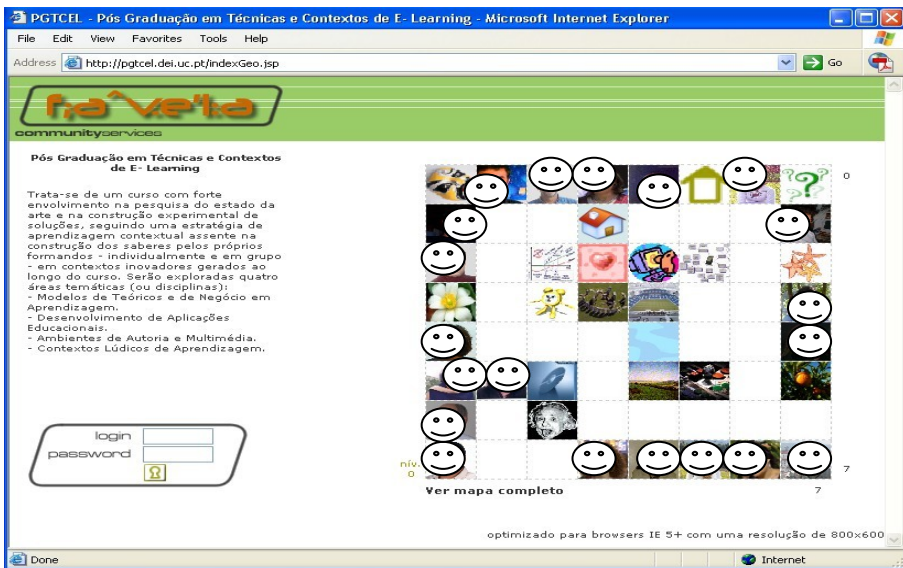 PGTCEL - Pós Graduação em Técnicas e Contextos de E- Learning - Microsoft Internet Explorer
File Edit View Favorites Tools Help
Address http://pgtcel.dei.uc.pt/indexGeo.jsp Go
communityservices
Pós Graduação em Técnicas e Contextos
de E- Learning
Trata-se de um curso com forte
envolvimento na pesquisa do estado da
arte e na construção experimental de
soluções, seguindo uma estratégia de
aprendizagem contextual assente na
construção dos saberes pelos próprios
formandos - individualmente e em grupo
- em contextos inovadores gerados ao
longo do curso. Serão exploradas quatro
áreas temáticas (ou disciplinas):
- Modelos de Teóricos e de Negócio em
Aprendizagem.
- Desenvolvimento de Aplicações
Educacionais.
- Ambientes de Autoria e Multimédia.
- Contextos Lúdicos de Aprendizagem.
login
password
0
nív.
0
7
Ver mapa completo
7
optimizado para browsers IE 5+ com uma resolução de 800x600
Done
Internet